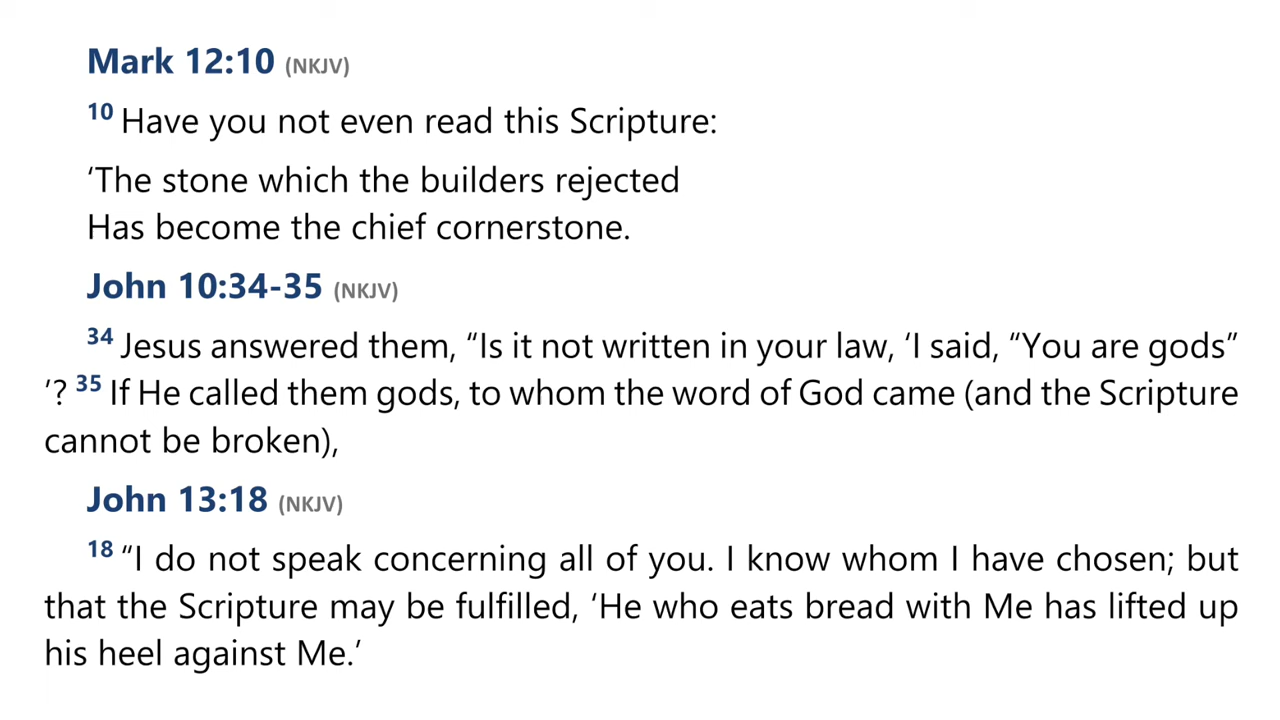 Mark 12:10 (NKJV)
10 Have you not even read this Scripture:
‘The stone which the builders rejected
Has become the chief cornerstone.
John 10:34-35 (NKJV)
34 Jesus answered them, “Is it not written in your law, ‘I said, “You are gods”
’? 35 If He called them gods, to whom the word of God came (and the Scripture
cannot be broken),
John 13:18 (NKJV)
18 “I do not speak concerning all of you. I know whom I have chosen; but
that the Scripture may be fulfilled, ‘He who eats bread with Me has lifted up
his heel against Me.’